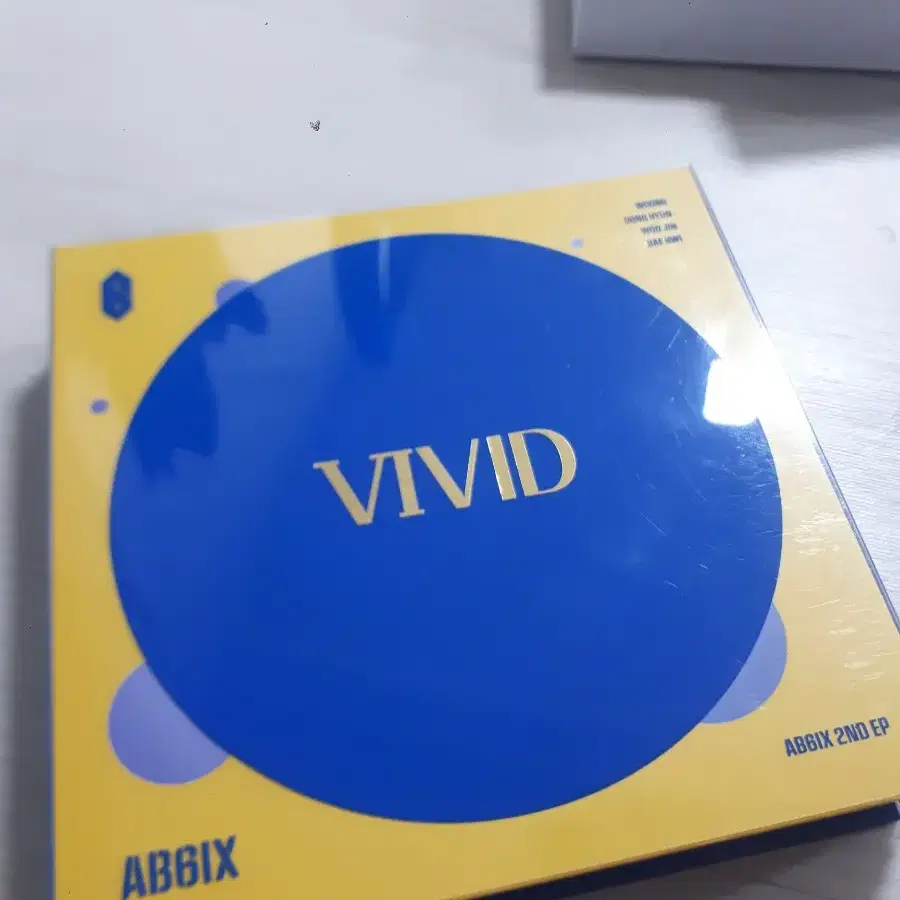 WOONG
DONG HYUN
WOO JIN
DAE HWI
VIVID
AB6IX 2ND EP
AB6IX